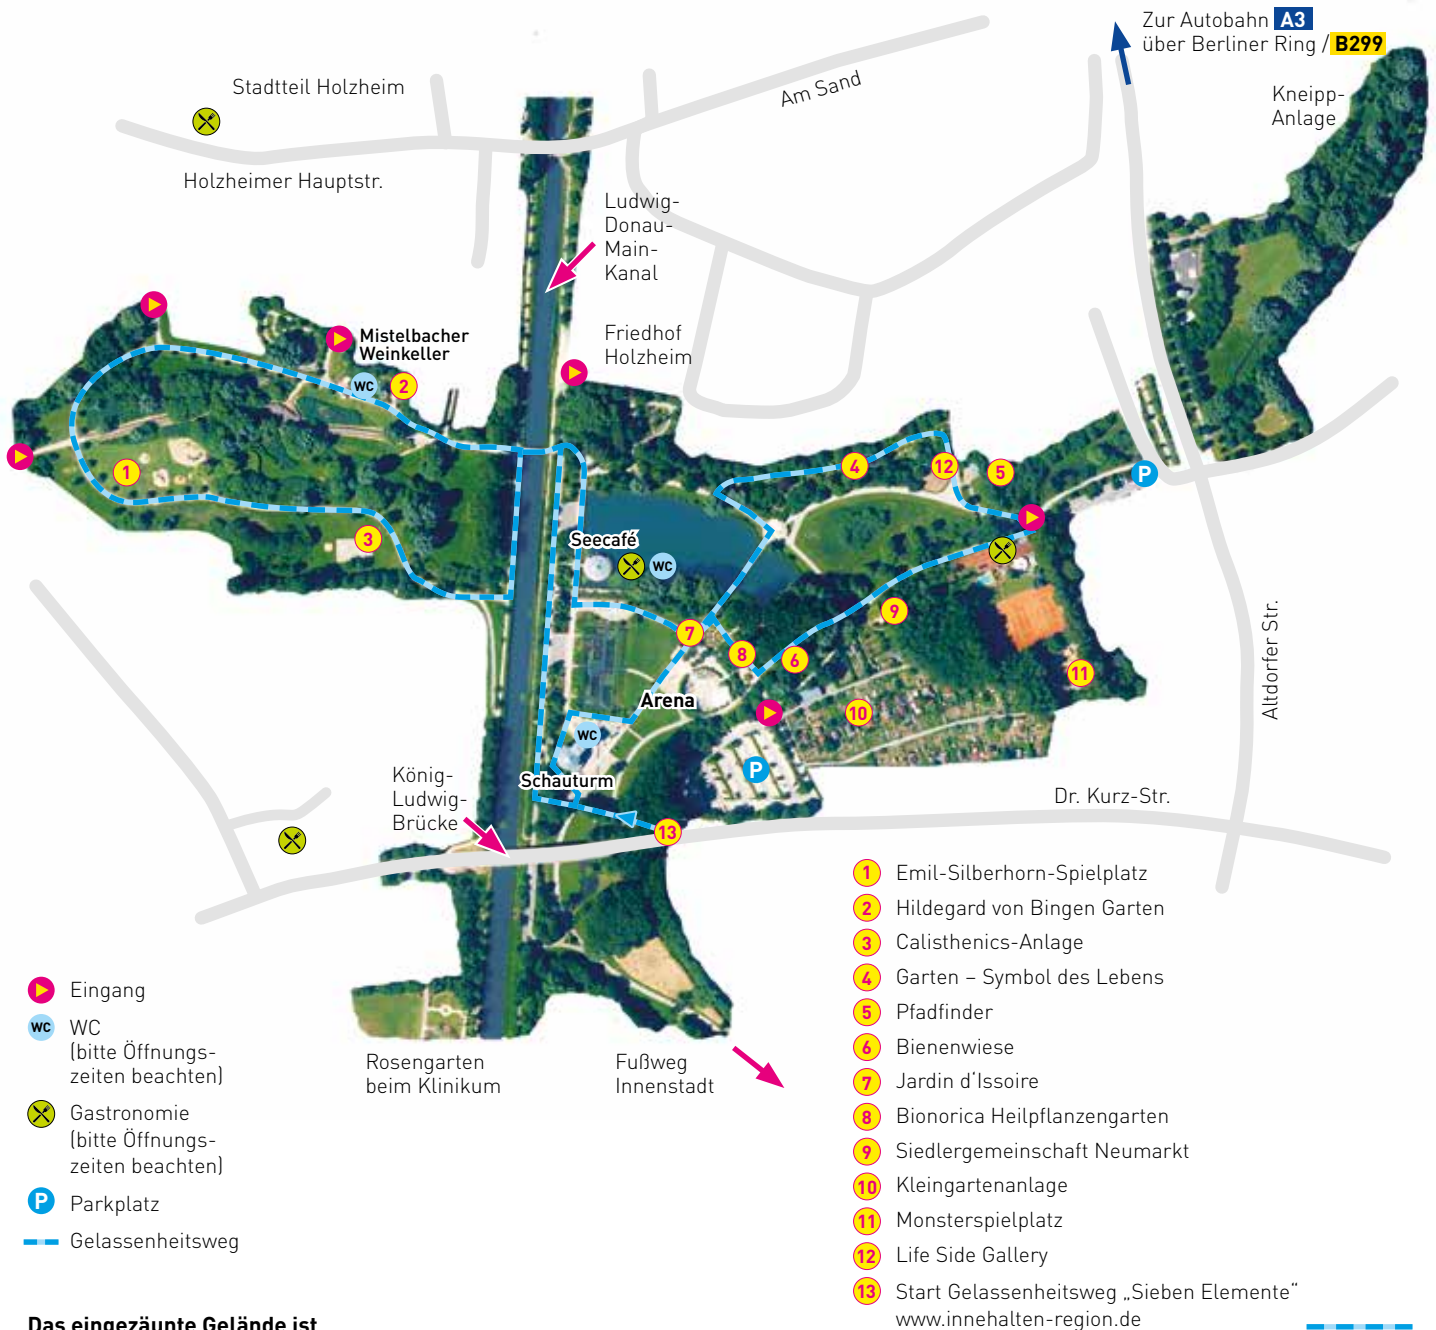 Zur Autobahn A3
über Berliner Ring / B299
Stadtteil Holzheim
Am Sand
Kneipp-
Anlage
Holzheimer Hauptstr.
Ludwig-
Donau-
Main-
Kanal
Friedhof
Holzheim
Mistelbacher
Weinkeller
WC
2
1
3
4
12
5
P
Seecafé
WC
7
8
6
9
10
11
Arena
WC
P
Schauturm
13
Altdorfer Str.
König-
Ludwig-
Brücke
Dr. Kurz-Str.
Eingang
WC WC
(bitte Öffnungs-
zeiten beachten)
Gastronomie
(bitte Öffnungs-
zeiten beachten)
P Parkplatz
Gelassenheitsweg
Rosengarten
beim Klinikum
Fußweg
Innenstadt
1 Emil-Silberhorn-Spielplatz
2 Hildegard von Bingen Garten
3 Calisthenics-Anlage
4 Garten – Symbol des Lebens
5 Pfadfinder
6 Bienenwiese
7 Jardin d'Issoire
8 Bionorica Heilpflanzengarten
9 Siedlergemeinschaft Neumarkt
10 Kleingartenanlage
11 Monsterspielplatz
12 Life Side Gallery
13 Start Gelassenheitsweg „Sieben Elemente“
www.innehalten-region.de
Das eingezäunte Gelände ist